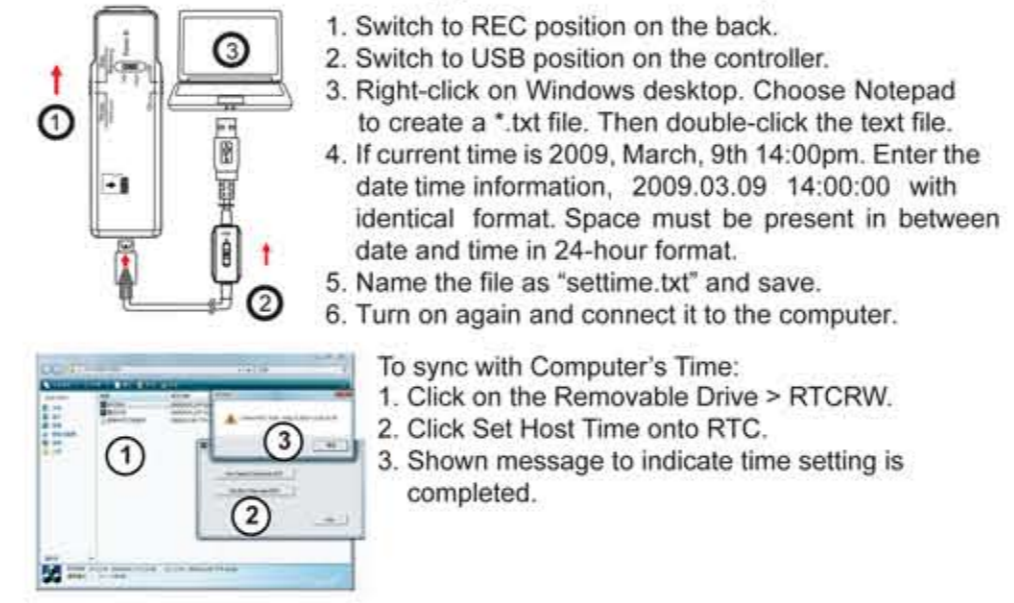 1. Switch to REC position on the back.
2. Switch to USB position on the controller.
3. Right-click on Windows desktop. Choose Notepad
to create a *.txt file. Then double-click the text file.
4. If current time is 2009, March, 9th 14:00pm. Enter the
date time information, 2009.03.09 14:00:00 with
identical format. Space must be present in between
date and time in 24-hour format.
5. Name the file as “settime.txt” and save.
6. Turn on again and connect it to the computer.
1
3
2
To sync with Computer's Time:
1. Click on the Removable Drive > RTCRW.
2. Click Set Host Time onto RTC.
3. Shown message to indicate time setting is
completed.
1
3
2